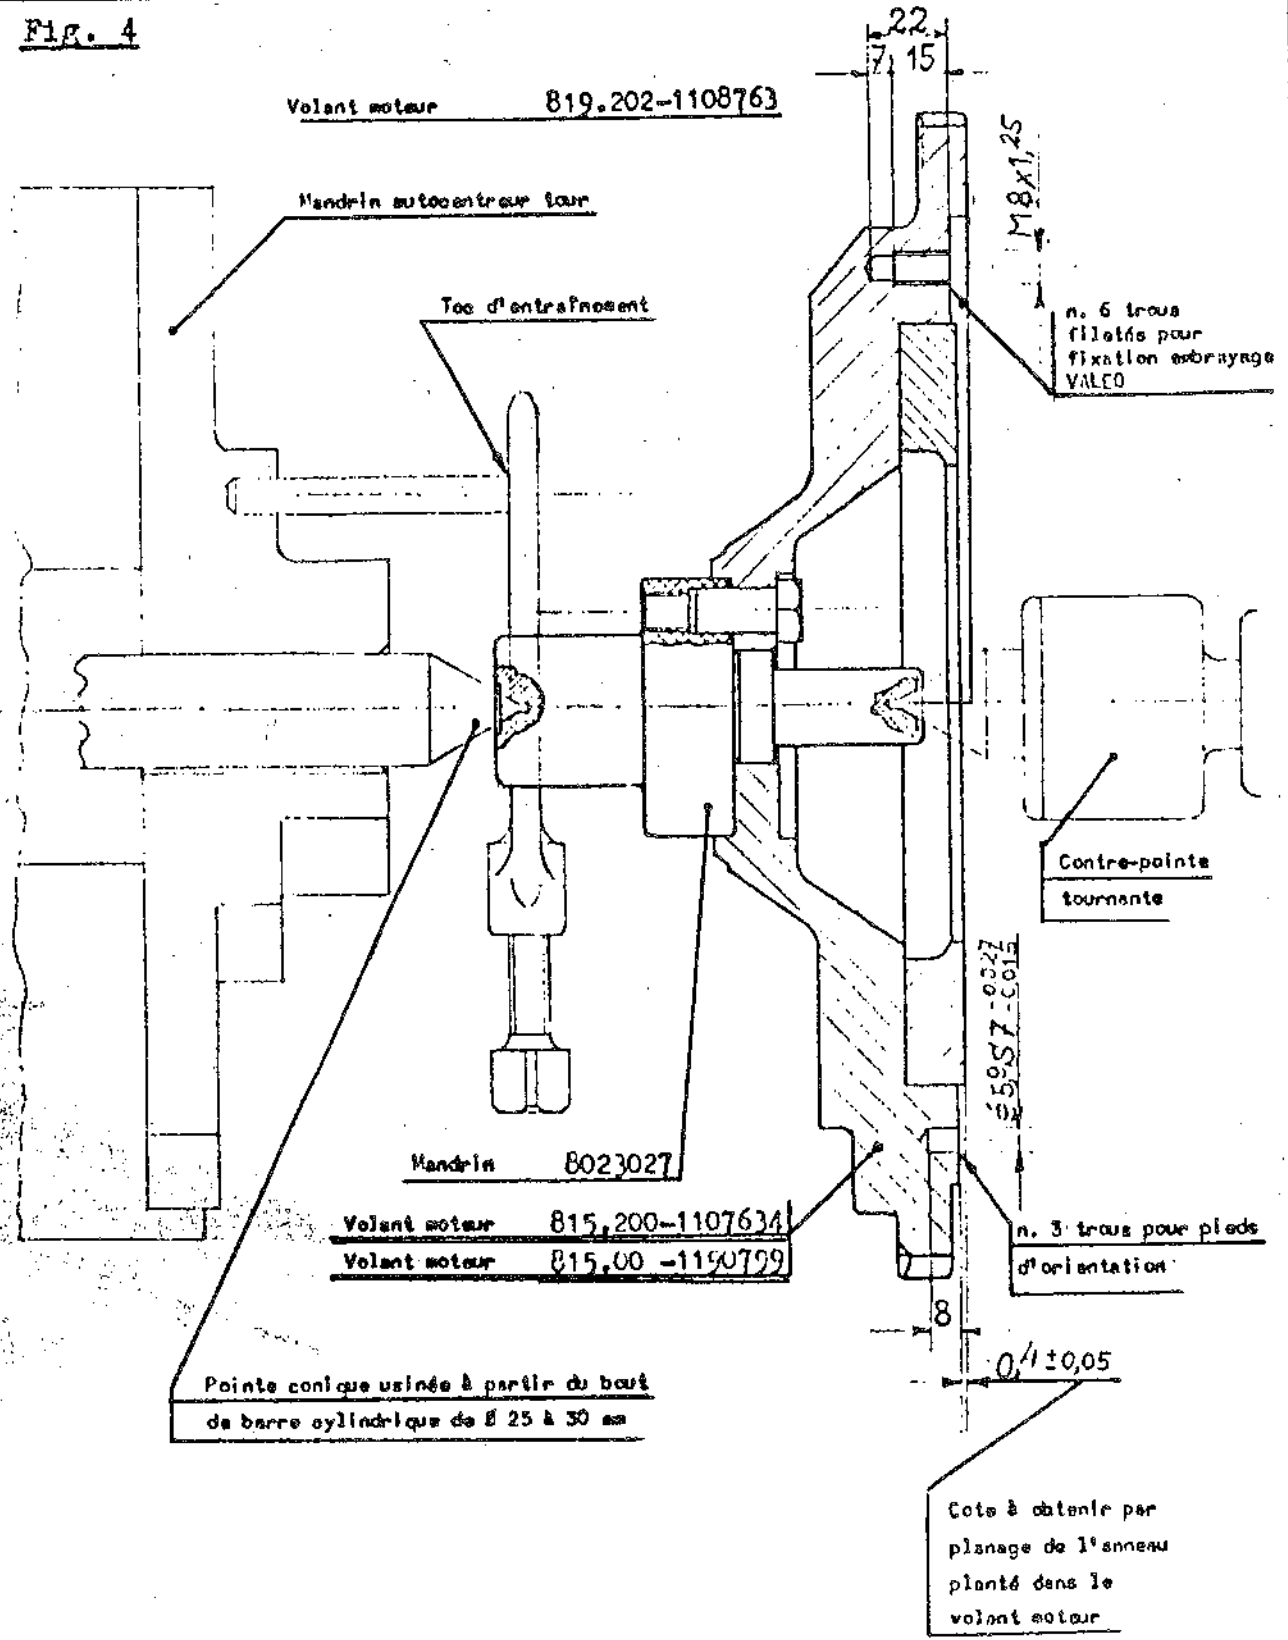 Fig. 4
22
7 15
Volant moteur 819.202-1108763
M8x1,25
Mandrin autocentreur tour
Toc d'entraînement
n. 6 trous
filetés pour
fixation embrayage
VALEO
Contre-pointe
tournante
Mandrin 8023027
Volant moteur 815,200-1107634
Volant moteur 815,00
n. 3 trous pour pieds
d'orientation
8
±0,05
Pointe conique usinée à partir du bout
de barre cylindrique de Ø 25 à 30 mm
Cote à obtenir par
planage de l'anneau
planté dans le
volant moteur